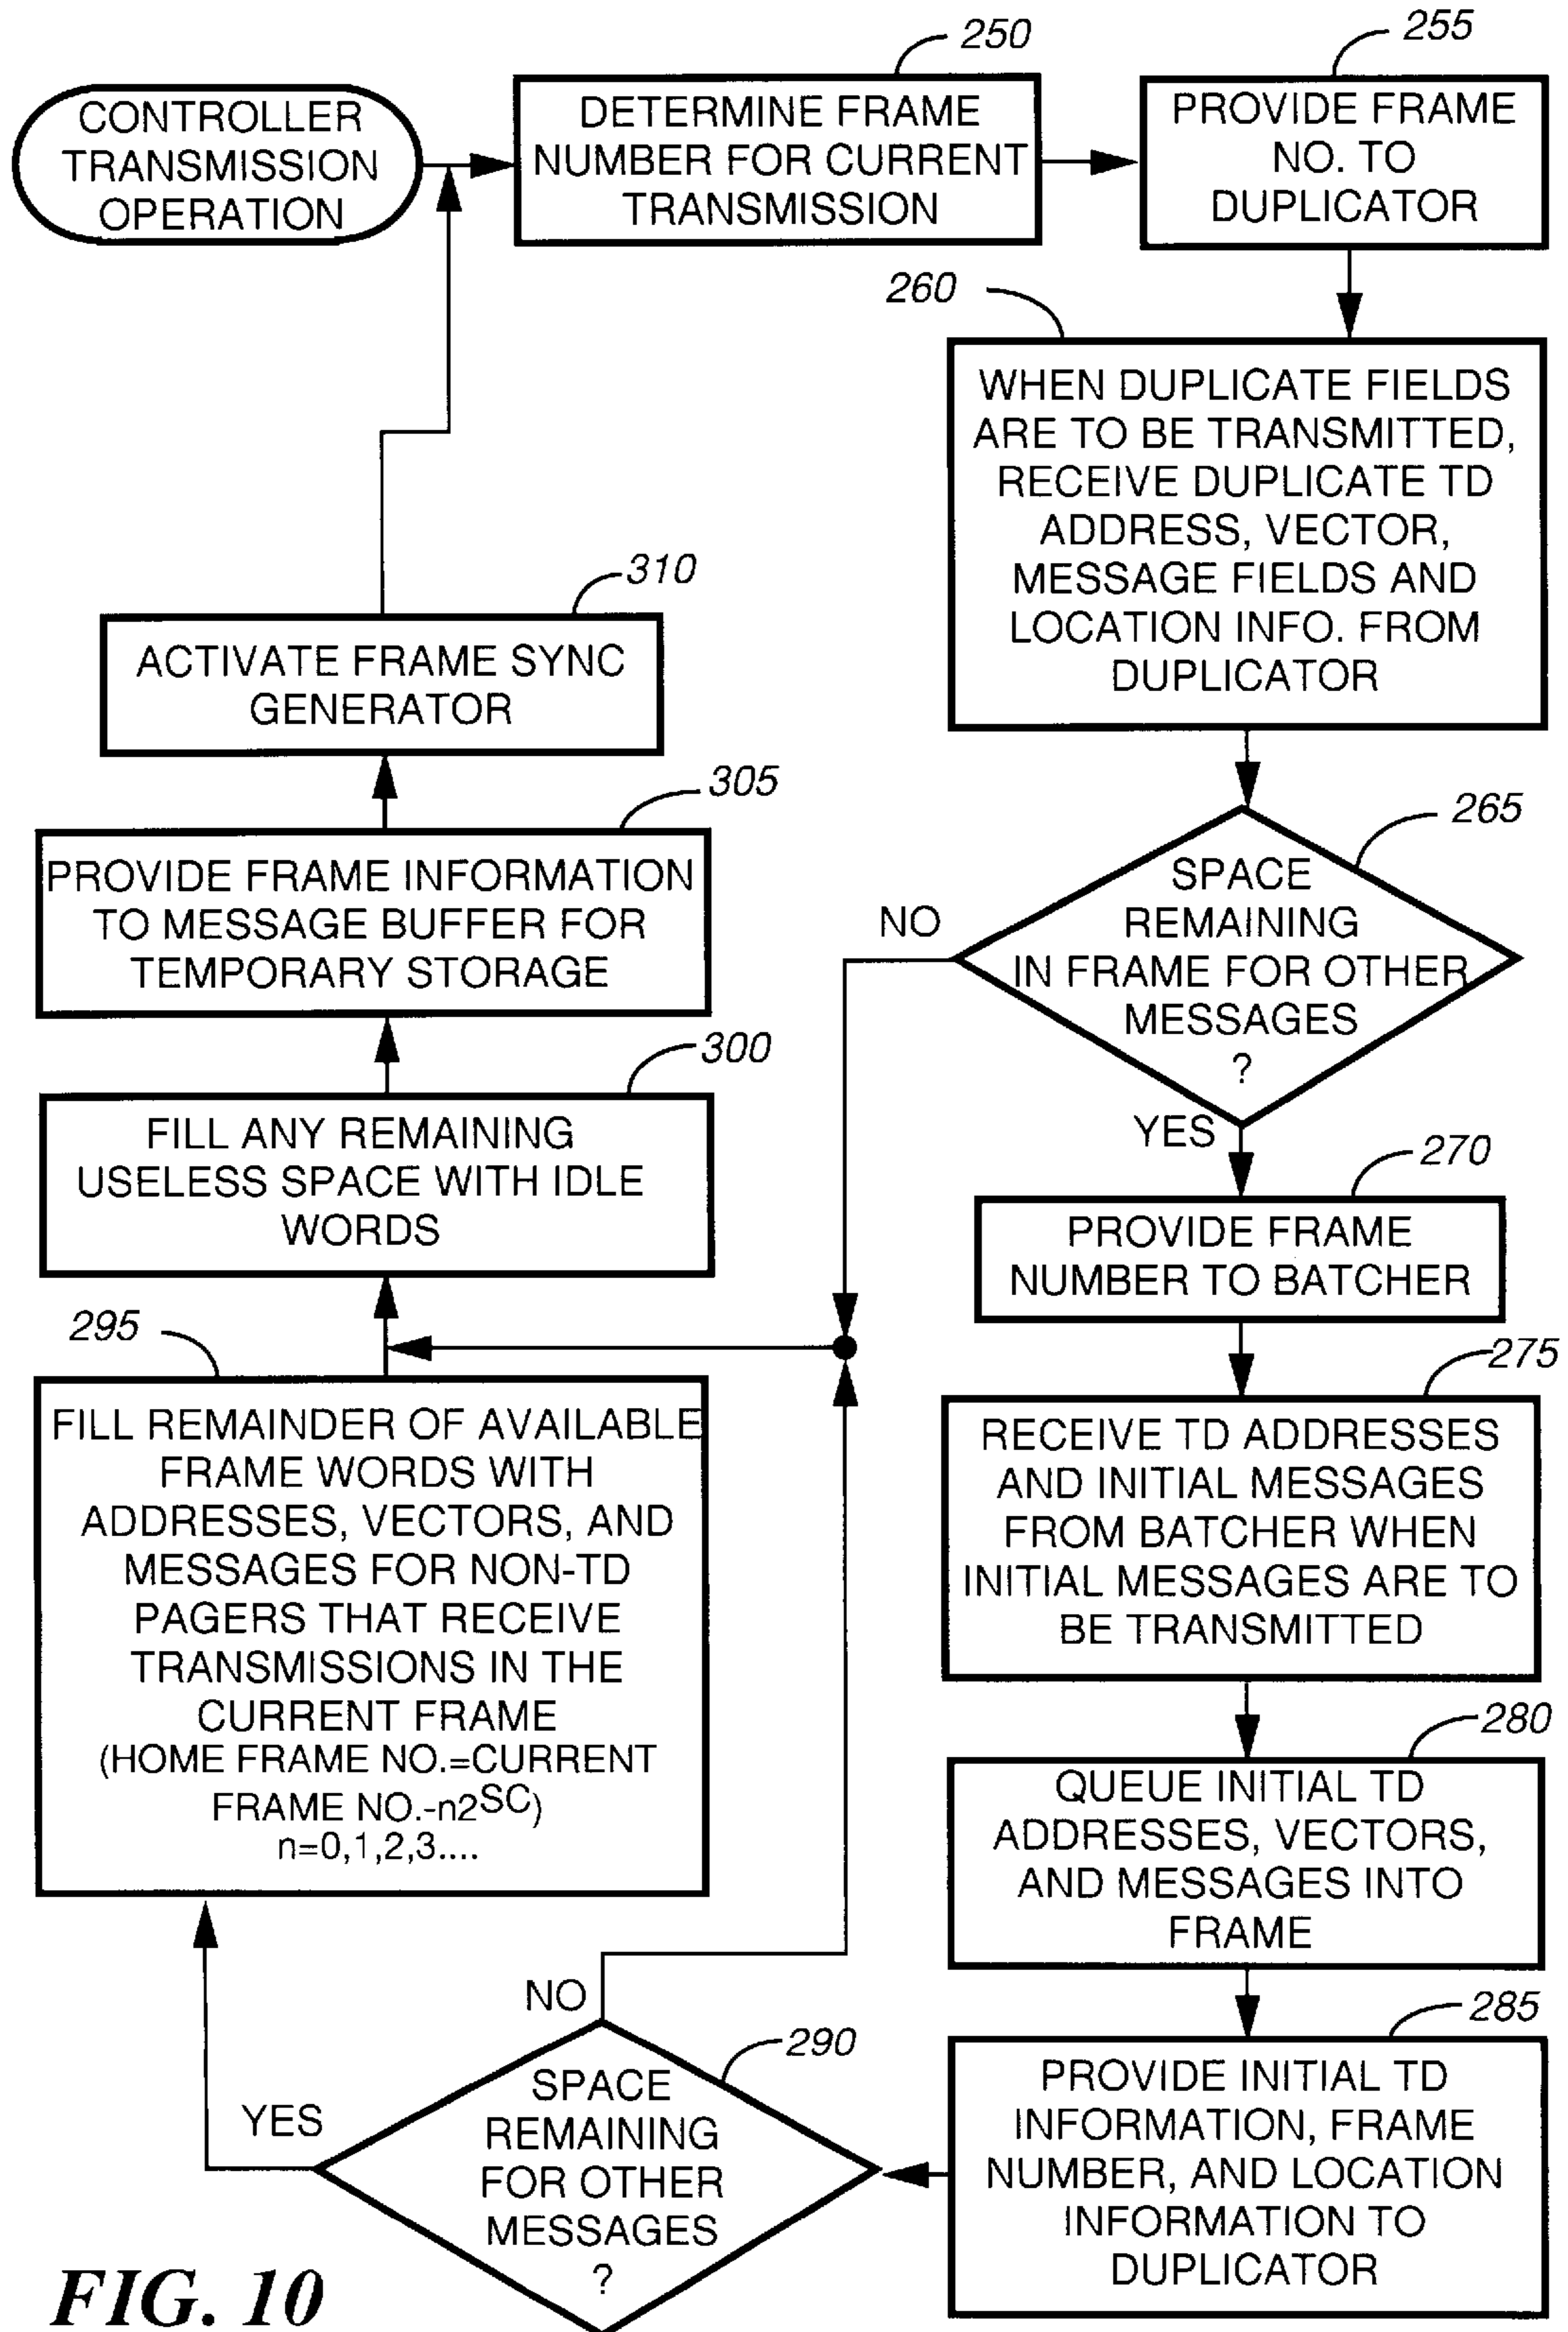 CONTROLLER
TRANSMISSION
OPERATION
250
DETERMINE FRAME
NUMBER FOR CURRENT
TRANSMISSION
255
PROVIDE FRAME
NO. TO
DUPLICATOR
260
WHEN DUPLICATE FIELDS
ARE TO BE TRANSMITTED,
RECEIVE DUPLICATE TD
ADDRESS, VECTOR,
MESSAGE FIELDS AND
LOCATION INFO. FROM
DUPLICATOR
265
SPACE
REMAINING
IN FRAME FOR OTHER
MESSAGES
?
NO
YES
270
PROVIDE FRAME
NUMBER TO BATCHER
275
RECEIVE TD ADDRESSES
AND INITIAL MESSAGES
FROM BATCHER WHEN
INITIAL MESSAGES ARE TO
BE TRANSMITTED
280
QUEUE INITIAL TD
ADDRESSES, VECTORS,
AND MESSAGES INTO
FRAME
285
PROVIDE INITIAL TD
INFORMATION, FRAME
NUMBER, AND LOCATION
INFORMATION TO
DUPLICATOR
290
SPACE
REMAINING
FOR OTHER
MESSAGES
?
NO
YES
295
FILL REMAINDER OF AVAILABLE
FRAME WORDS WITH
ADDRESSES, VECTORS, AND
MESSAGES FOR NON-TD
PAGERS THAT RECEIVE
TRANSMISSIONS IN THE
CURRENT FRAME
(HOME FRAME NO.=CURRENT
FRAME NO.-n2^SC)
n=0,1,2,3....
300
FILL ANY REMAINING
USELESS SPACE WITH IDLE
WORDS
305
PROVIDE FRAME INFORMATION
TO MESSAGE BUFFER FOR
TEMPORARY STORAGE
310
ACTIVATE FRAME SYNC
GENERATOR
FIG. 10